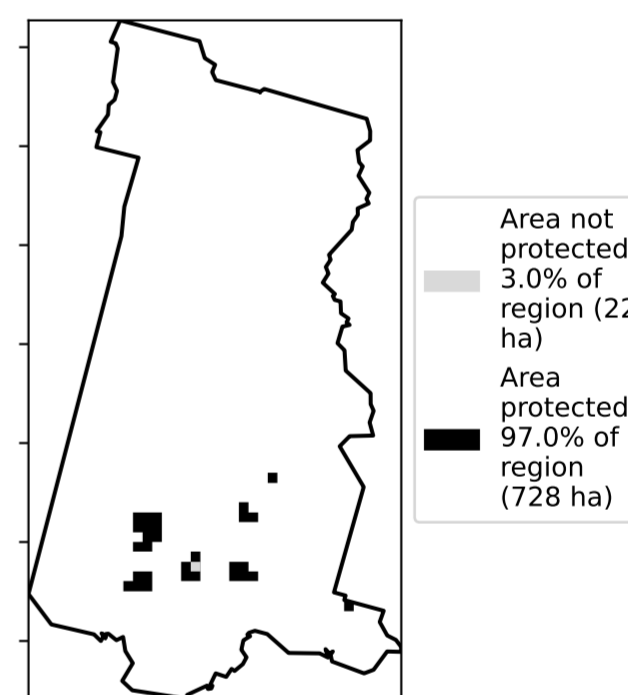 Area not
protected
3.0% of
region (22
ha)
Area
protected
97.0% of
region
(728 ha)